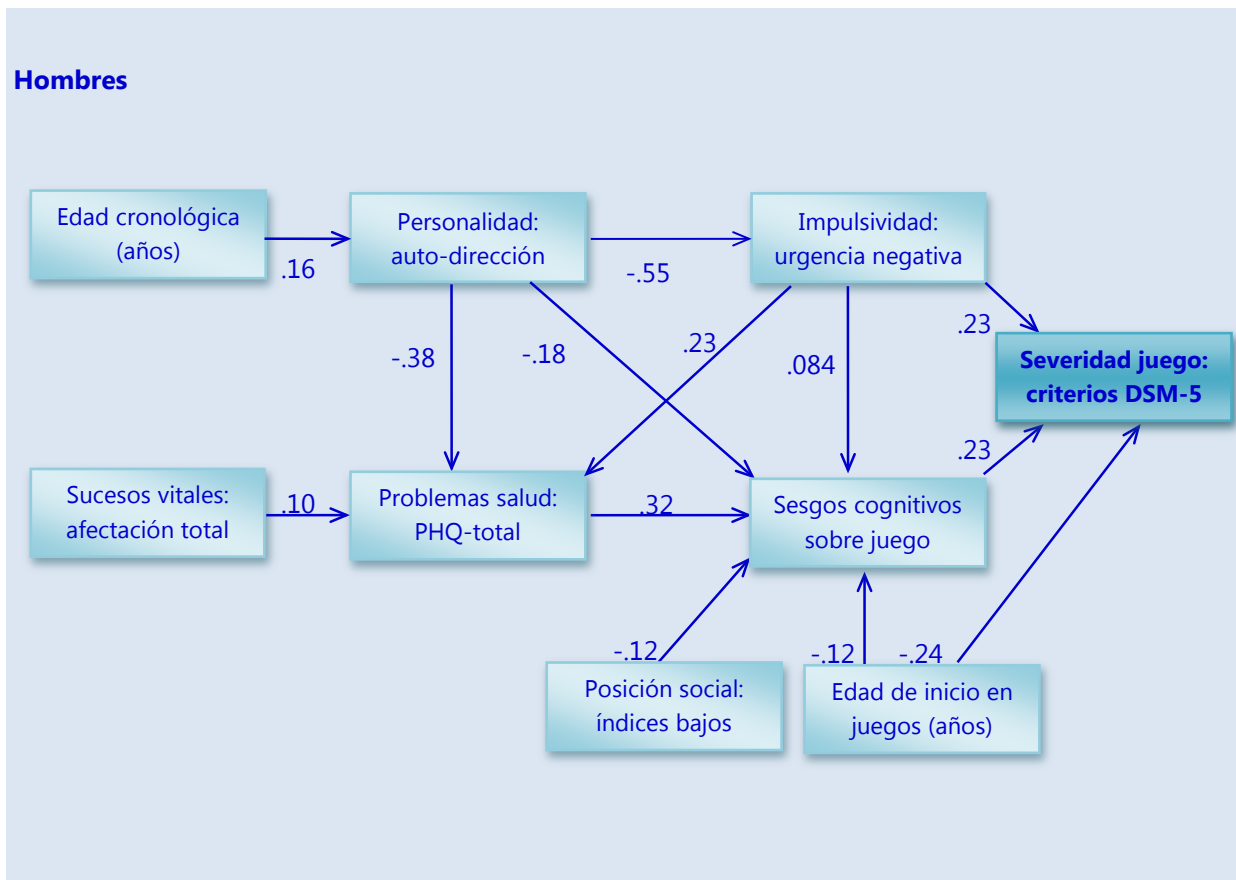 Hombres
Edad cronológica
(años)
.16
Personalidad:
auto-dirección
-.55
Impulsividad:
urgencia negativa
.23
-.38
-.18
.23
.084
Severidad juego:
criterios DSM-5
Sucesos vitales:
afectación total
.10
Problemas salud:
PHQ-total
.32
Sesgos cognitivos
sobre juego
.23
-.12
-.12
-.24
Posición social:
índices bajos
Edad de inicio en
juegos (años)